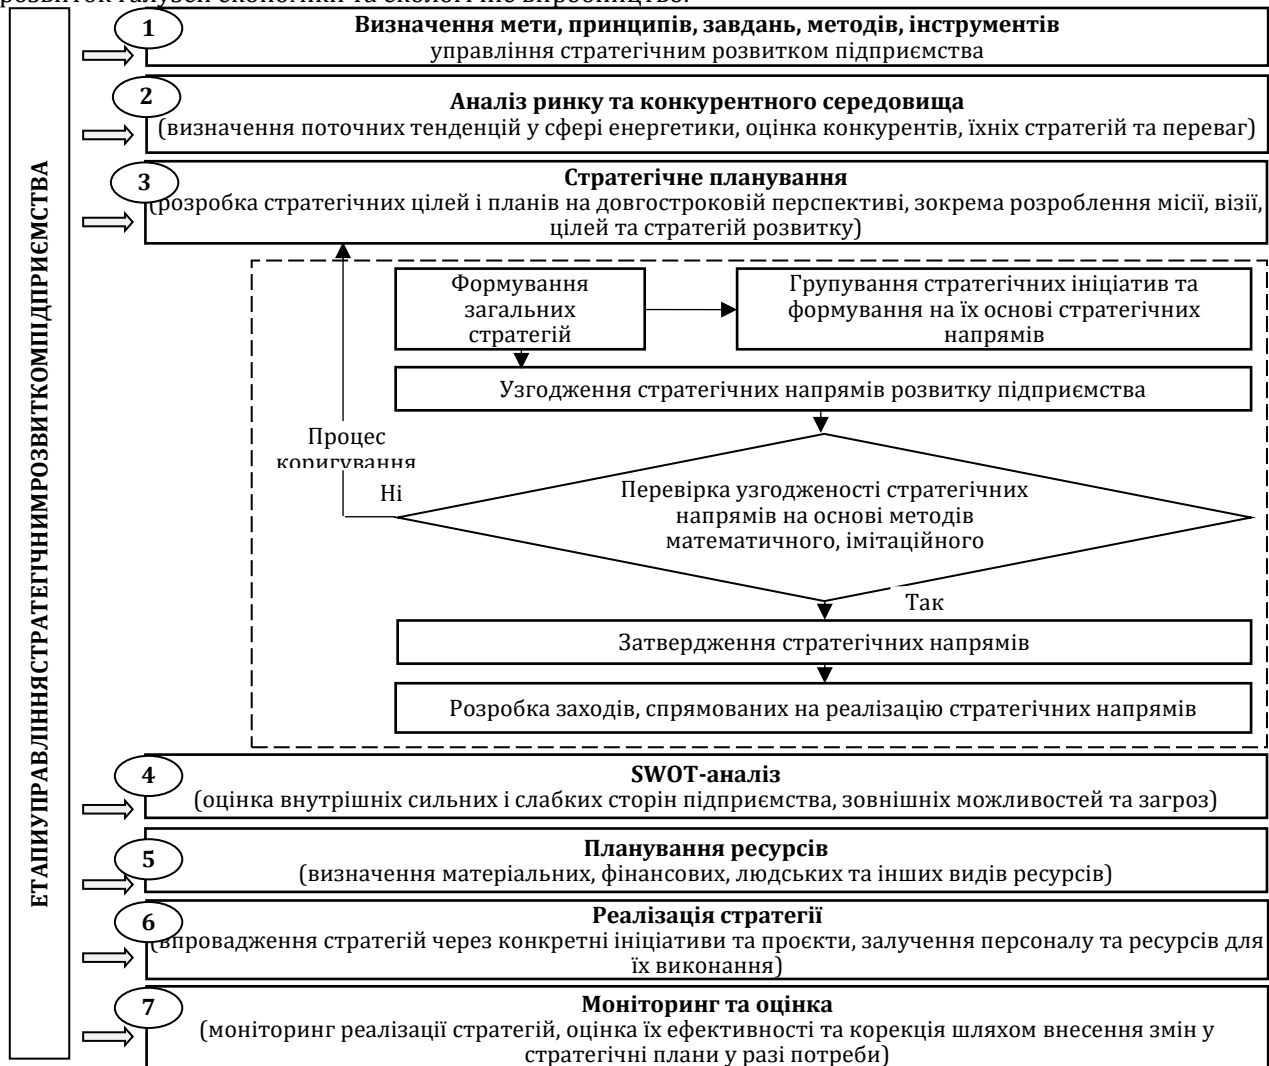 розвиток галузей економіки та екологічне виробництво.
ЕТАПИУПРАВЛІННЯСТРАТЕГІЧНИМРОЗВИТКОМПІДПРИЄМСТВА
1
Визначення мети, принципів, завдань, методів, інструментів
управління стратегічним розвитком підприємства
2
Аналіз ринку та конкурентного середовища
(визначення поточних тенденцій у сфері енергетики, оцінка конкурентів, їхніх стратегій та переваг)
3
Стратегічне планування
(розробка стратегічних цілей і планів на довгостроковій перспективі, зокрема розроблення місії, візії,
цілей та стратегій розвитку)
Формування
загальних
стратегій
Групування стратегічних ініціатив та
формування на їх основі стратегічних
напрямів
Узгодження стратегічних напрямів розвитку підприємства
Процес
коригування
Ні
Перевірка узгодженості стратегічних
напрямів на основі методів
математичного, імітаційного
Так
Затвердження стратегічних напрямів
Розробка заходів, спрямованих на реалізацію стратегічних напрямів
4
SWOT-аналіз
(оцінка внутрішніх сильних і слабких сторін підприємства, зовнішніх можливостей та загроз)
5
Планування ресурсів
(визначення матеріальних, фінансових, людських та інших видів ресурсів)
6
Реалізація стратегії
(впровадження стратегій через конкретні ініціативи та проєкти, залучення персоналу та ресурсів для
їх виконання)
7
Моніторинг та оцінка
(моніторинг реалізації стратегій, оцінка їх ефективності та корекція шляхом внесення змін у
стратегічні плани у разі потреби)